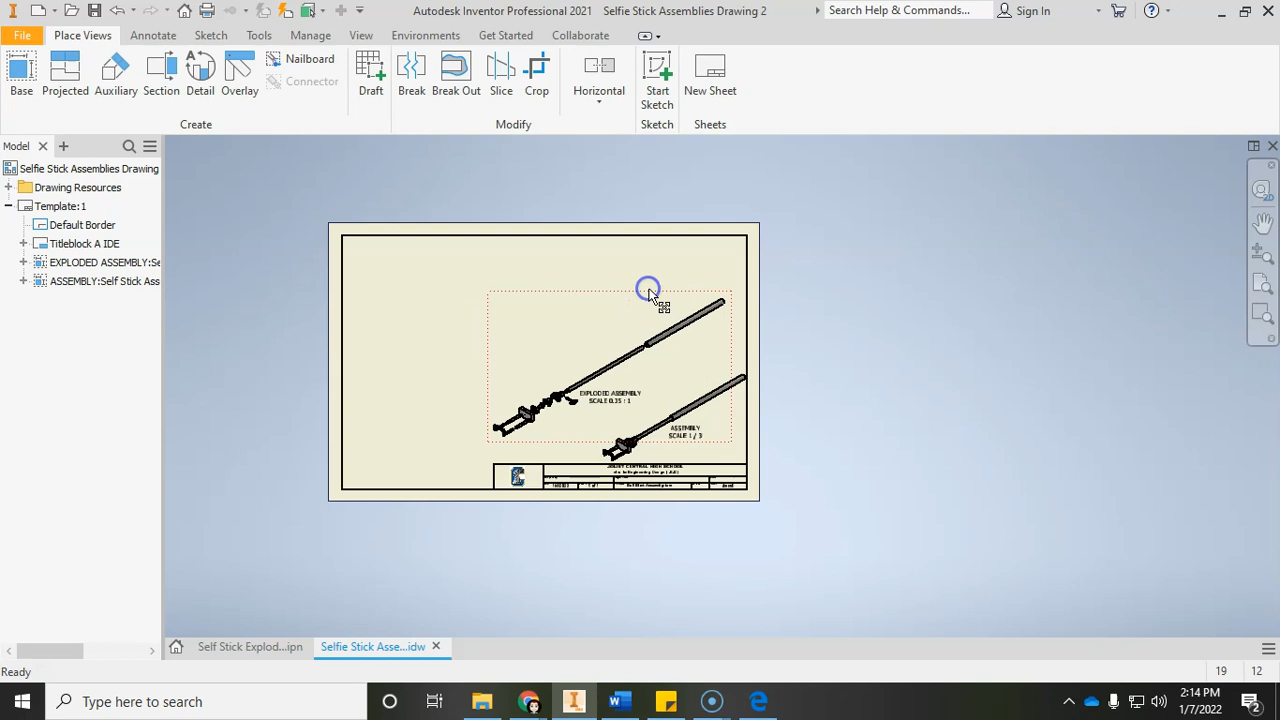 Autodesk Inventor Professional 2021 Selfie Stick Assemblies Drawing 2
Search Help & Commands...
Sign In
File Place Views Annotate Sketch Tools Manage View Environments Get Started Collaborate
Base
Projected
Auxiliary
Section
Detail
Overlay
Nailboard
Connector
Draft
Break
Break Out
Slice
Crop
Horizontal
Start
Sketch
New Sheet
Create
Modify
Sketch
Sheets
Model
Selfie Stick Assemblies Drawing
Drawing Resources
Template:1
Default Border
Titleblock A IDE
EXPLODED ASSEMBLY:Se
ASSEMBLY:Self Stick Ass
EXPLODED ASSEMBLY
SCALE 0.35 : 1
ASSEMBLY
SCALE 1 / 3
JOLIET CENTRAL HIGH SCHOOL
Self Stick Explod...ipn
Selfie Stick Asse...idw
Ready
19
12
Type here to search
2:14 PM
1/7/2022
2